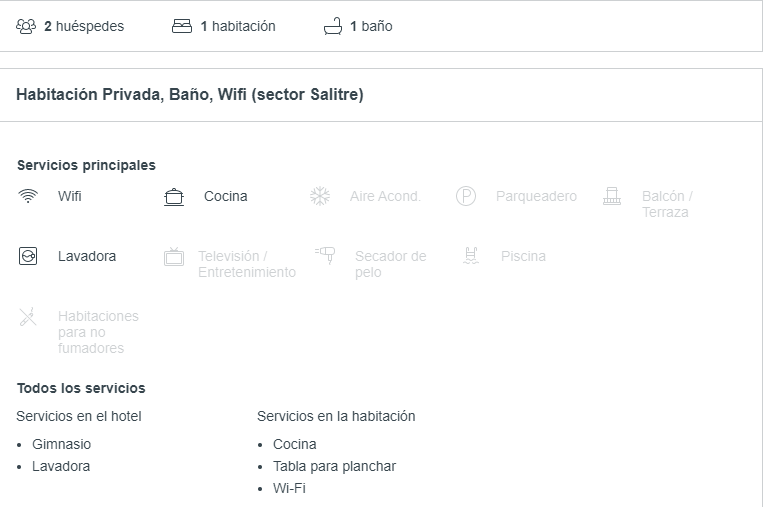 2 huéspedes 1 habitación 1 baño
Habitación Privada, Baño, Wifi (sector Salitre)
Servicios principales
Wifi
Cocina
Aire Acond.
Parqueadero
Balcón /
Terraza
Lavadora
Televisión /
Entretenimiento
Secador de
pelo
Piscina
Habitaciones
para no
fumadores
Todos los servicios
Servicios en el hotel
Gimnasio
Lavadora
Servicios en la habitación
Cocina
Tabla para planchar
Wi-Fi